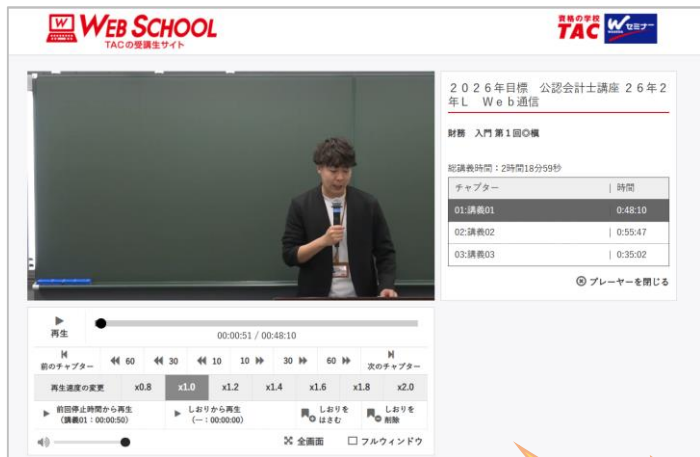 WEB SCHOOL
TACの受講生サイト
資格の学校
TAC
Wセミナー
2026年目標 公認会計士講座 26年2
年L Web通信
財務 入門 第1回◎横
総講義時間：2時間18分59秒
チャプター | 時間
01:講義01 | 0:48:10
02:講義02 | 0:55:47
03:講義03 | 0:35:02
プレーヤーを閉じる
再生
00:00:51 / 00:48:10
前のチャプター 60 30 10 10 30 60 次のチャプター
再生速度の変更 x0.8 x1.0 x1.2 x1.4 x1.6 x1.8 x2.0
前回停止時間から再生
（講義01：00:00:50）
しおりから再生
（ー：00:00:00）
しおりを
はさむ
しおりを
削除
全画面 フルウィンドウ